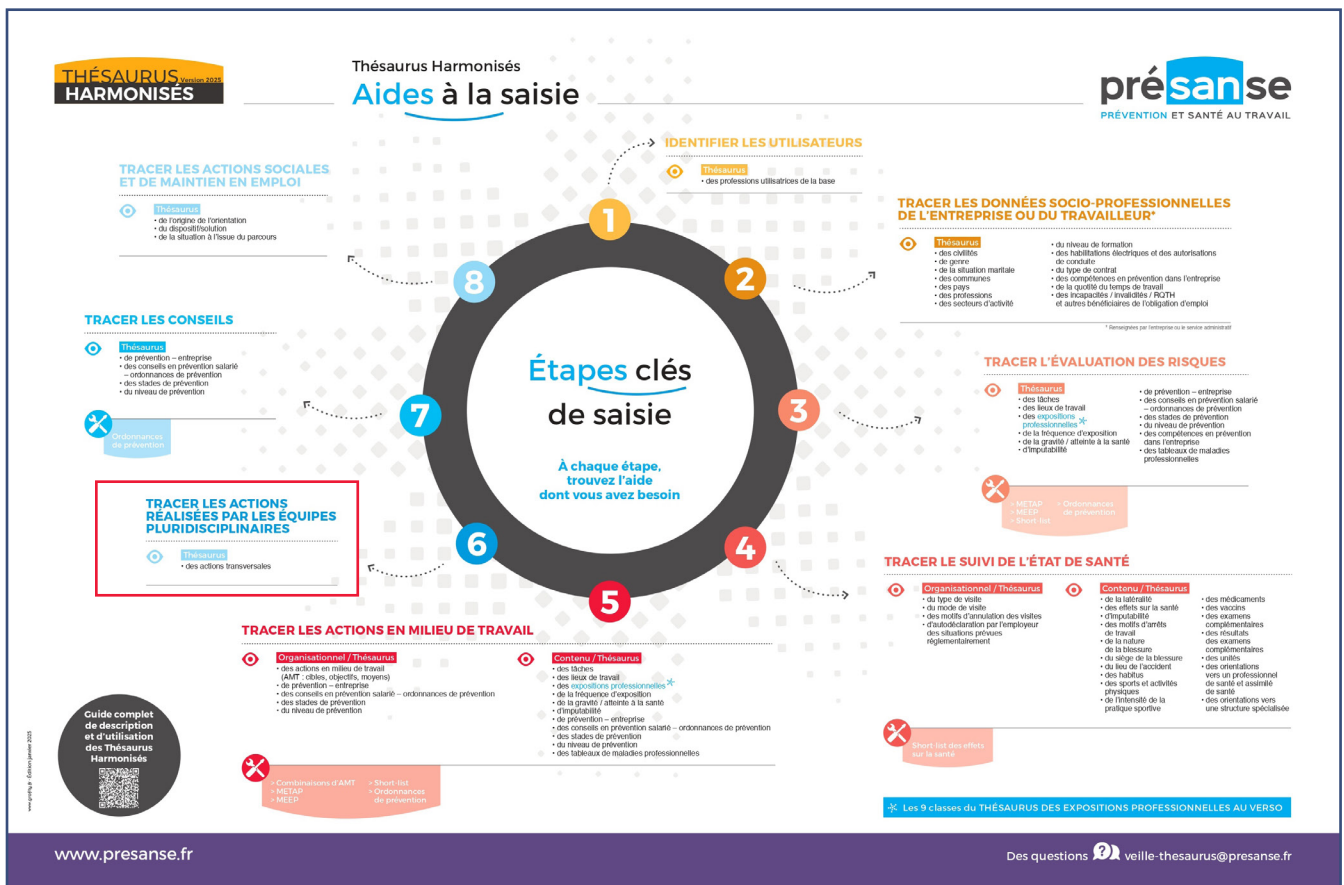 THÉSAURUS Version 2025
HARMONISÉS
Thésaurus Harmonisés
Aides à la saisie
présanse
PRÉVENTION ET SANTÉ AU TRAVAIL
IDENTIFIER LES UTILISATEURS
Thésaurus
• des professions utilisatrices de la base
1
TRACER LES DONNÉES SOCIO-PROFESSIONNELLES
DE L'ENTREPRISE OU DU TRAVAILLEUR*
Thésaurus
• des civilités
• de genre
• de la situation maritale
• des communes
• des pays
• des professions
• des secteurs d'activité
• du niveau de formation
• des habilitations électriques et des autorisations
de conduite
• du type de contrat
• des compétences en prévention dans l'entreprise
• de la quotité du temps de travail
• des incapacités / invalidités / RQTH
et autres bénéficiaires de l'obligation d'emploi
* Renseignées par l'entreprise ou le service administratif
2
TRACER L'ÉVALUATION DES RISQUES
Thésaurus
• des tâches
• des lieux de travail
• des expositions
professionnelles
• de la fréquence d'exposition
• de la gravité / atteinte à la santé
• d'imputabilité
• de prévention – entreprise
• des conseils en prévention salarié
– ordonnances de prévention
• des stades de prévention
• du niveau de prévention
• des compétences en prévention
dans l'entreprise
• des tableaux de maladies
professionnelles
> METAP
> MEEP
> Short-list
> Ordonnances
de prévention
3
TRACER LE SUIVI DE L'ÉTAT DE SANTÉ
Organisationnel / Thésaurus
• du type de visite
• du mode de visite
• des motifs d'annulation des visites
• d'autodéclaration par l'employeur
des situations prévues
réglementairement
Contenu / Thésaurus
• de la latéralité
• des effets sur la santé
• d'imputabilité
• des motifs d'arrêts
de travail
• de la nature
de la blessure
• du siège de la blessure
• du lieu de l'accident
• des habitus
• des sports et activités
physiques
• de l'intensité de la
pratique sportive
• des médicaments
• des vaccins
• des examens
complémentaires
• des résultats
des examens
complémentaires
• des unités
• des orientations
vers un professionnel
de santé et assimilé
de santé
• des orientations vers
une structure spécialisée
Short-list des effets
sur la santé
4
TRACER LES ACTIONS EN MILIEU DE TRAVAIL
Organisationnel / Thésaurus
• des actions en milieu de travail
(AMT : cibles, objectifs, moyens)
• de prévention – entreprise
• des conseils en prévention salarié – ordonnances de prévention
• des stades de prévention
• du niveau de prévention
Contenu / Thésaurus
• des tâches
• des lieux de travail
• des expositions professionnelles
• de la fréquence d'exposition
• de la gravité / atteinte à la santé
• d'imputabilité
• de prévention – entreprise
• des conseils en prévention salarié – ordonnances de prévention
• des stades de prévention
• du niveau de prévention
• des tableaux de maladies professionnelles
> Combinaisons d'AMT
> METAP
> MEEP
> Short-list
> Ordonnances
de prévention
5
TRACER LES ACTIONS
RÉALISÉES PAR LES ÉQUIPES
PLURIDISCIPLINAIRES
Thésaurus
• des actions transversales
6
TRACER LES CONSEILS
Thésaurus
• de prévention – entreprise
• des conseils en prévention salarié
– ordonnances de prévention
• des stades de prévention
• du niveau de prévention
Ordonnances
de prévention
7
TRACER LES ACTIONS SOCIALES
ET DE MAINTIEN EN EMPLOI
Thésaurus
• de l'origine de l'orientation
• du dispositif/solution
• de la situation à l'issue du parcours
8
Étapes clés
de saisie
À chaque étape,
trouvez l'aide
dont vous avez besoin
Guide complet
de description
et d'utilisation
des Thésaurus
Harmonisés
Les 9 classes du THÉSAURUS DES EXPOSITIONS PROFESSIONNELLES AU VERSO
www.presanse.fr
Des questions ? veille-thesaurus@presanse.fr